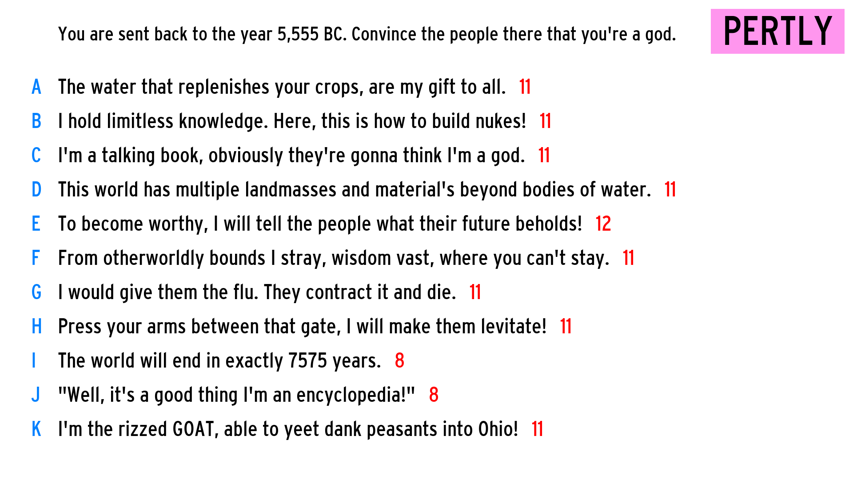 You are sent back to the year 5,555 BC. Convince the people there that you're a god.
PERTLY
A The water that replenishes your crops, are my gift to all. 11
B I hold limitless knowledge. Here, this is how to build nukes! 11
C I'm a talking book, obviously they're gonna think I'm a god. 11
D This world has multiple landmasses and material's beyond bodies of water. 11
E To become worthy, I will tell the people what their future beholds! 12
F From otherworldly bounds I stray, wisdom vast, where you can't stay. 11
G I would give them the flu. They contract it and die. 11
H Press your arms between that gate, I will make them levitate! 11
I The world will end in exactly 7575 years. 8
J "Well, it's a good thing I'm an encyclopedia!" 8
K I'm the rizzed GOAT, able to yeet dank peasants into Ohio! 11